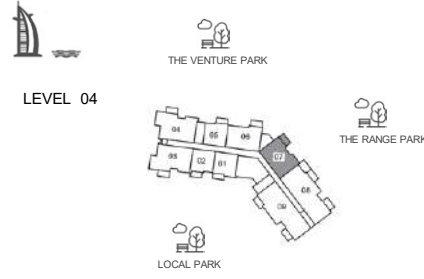 THE VENTURE PARK
LEVEL 04
THE RANGE PARK
04
05
06
07
03
02
01
08
09
LOCAL PARK